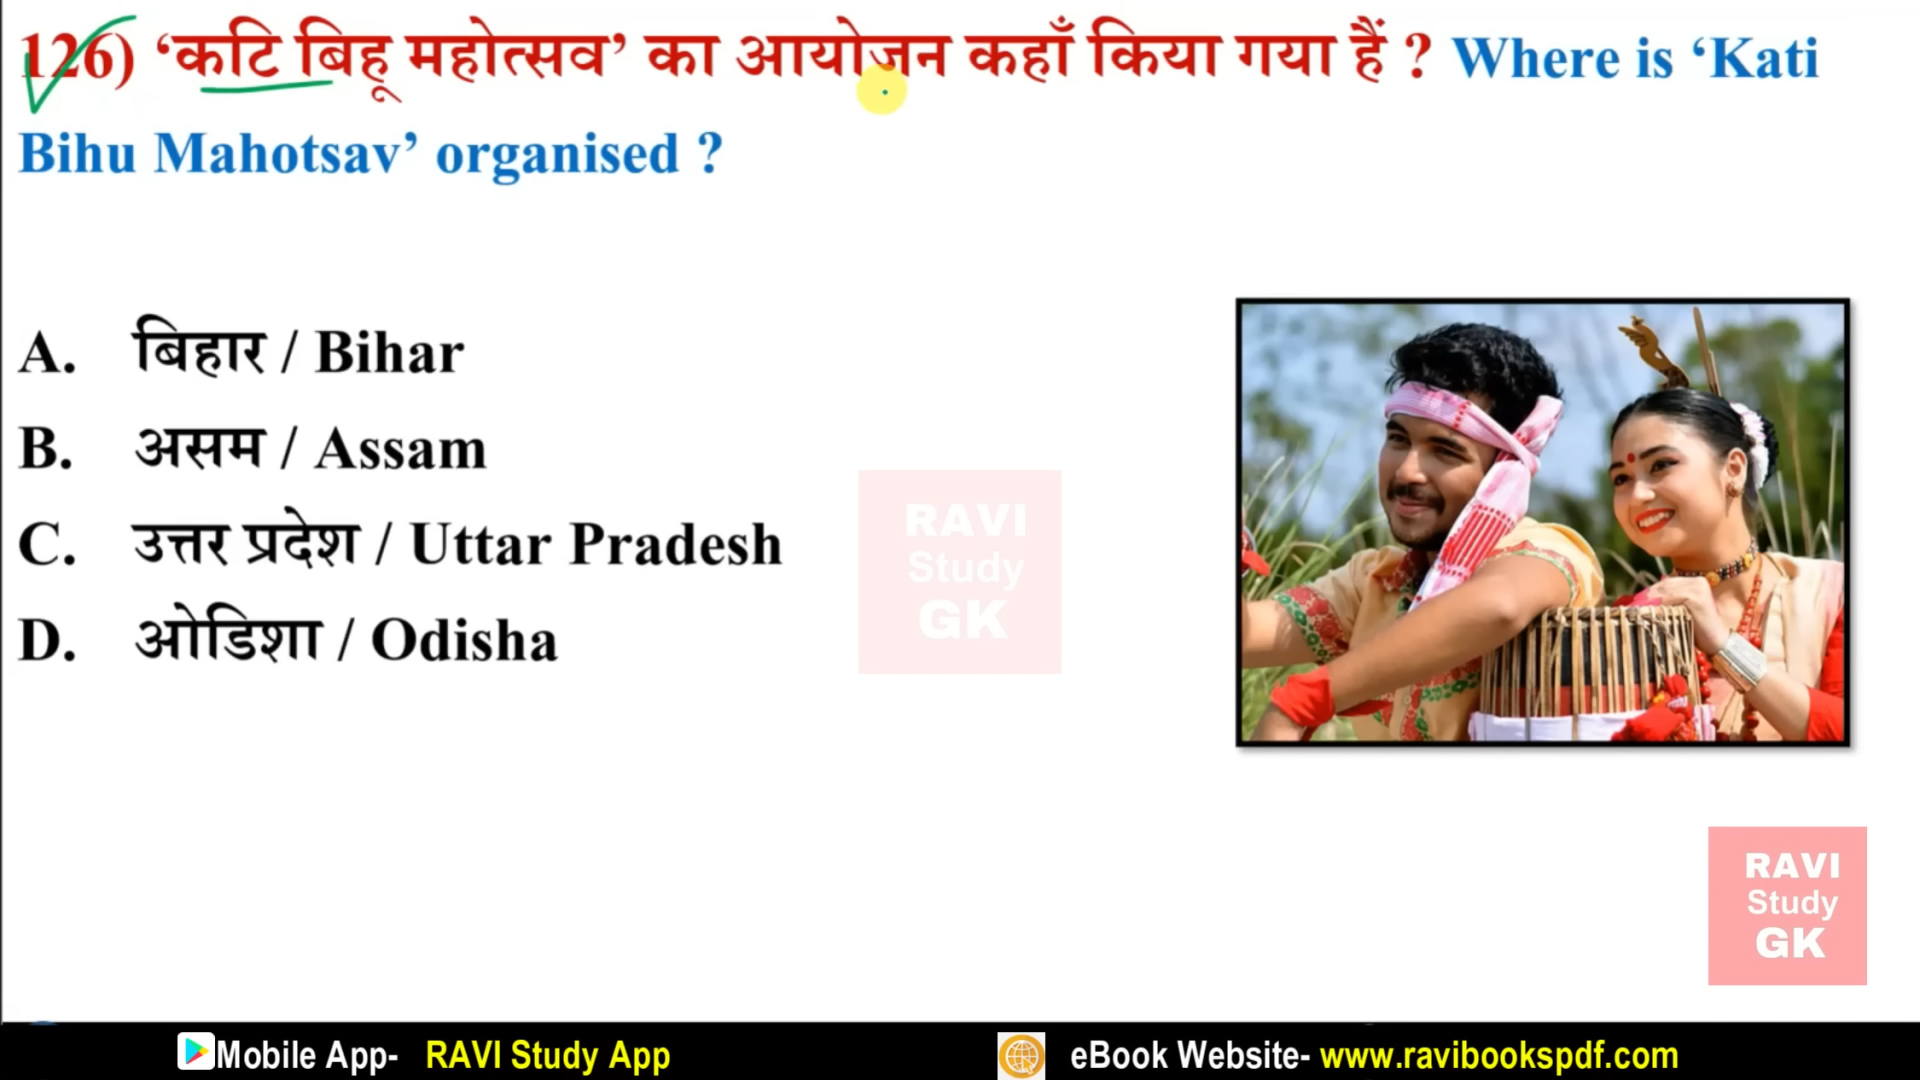 126) ‘कटि बिहू महोत्सव’ का आयोजन कहाँ किया गया हैं ? Where is ‘Kati
Bihu Mahotsav’ organised ?
A. बिहार / Bihar
B. असम / Assam
C. उत्तर प्रदेश / Uttar Pradesh
D. ओडिशा / Odisha
RAVI
Study
GK
RAVI
Study
GK
Mobile App- RAVI Study App eBook Website- www.ravibookspdf.com